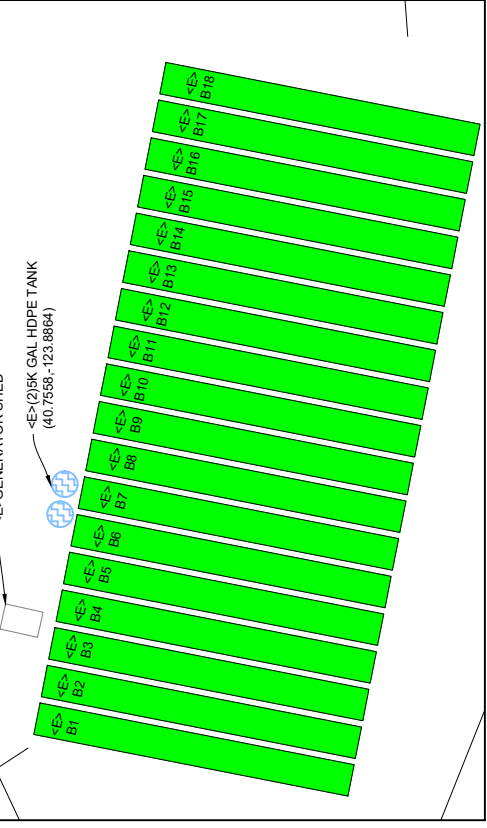 <E>(2)5K GAL HDPE TANK
(40.7558,-123.8864)
<E>
B1
<E>
B2
<E>
B3
<E>
B4
<E>
B5
<E>
B6
<E>
B7
<E>
B8
<E>
B9
<E>
B10
<E>
B11
<E>
B12
<E>
B13
<E>
B14
<E>
B15
<E>
B16
<E>
B17
<E>
B18